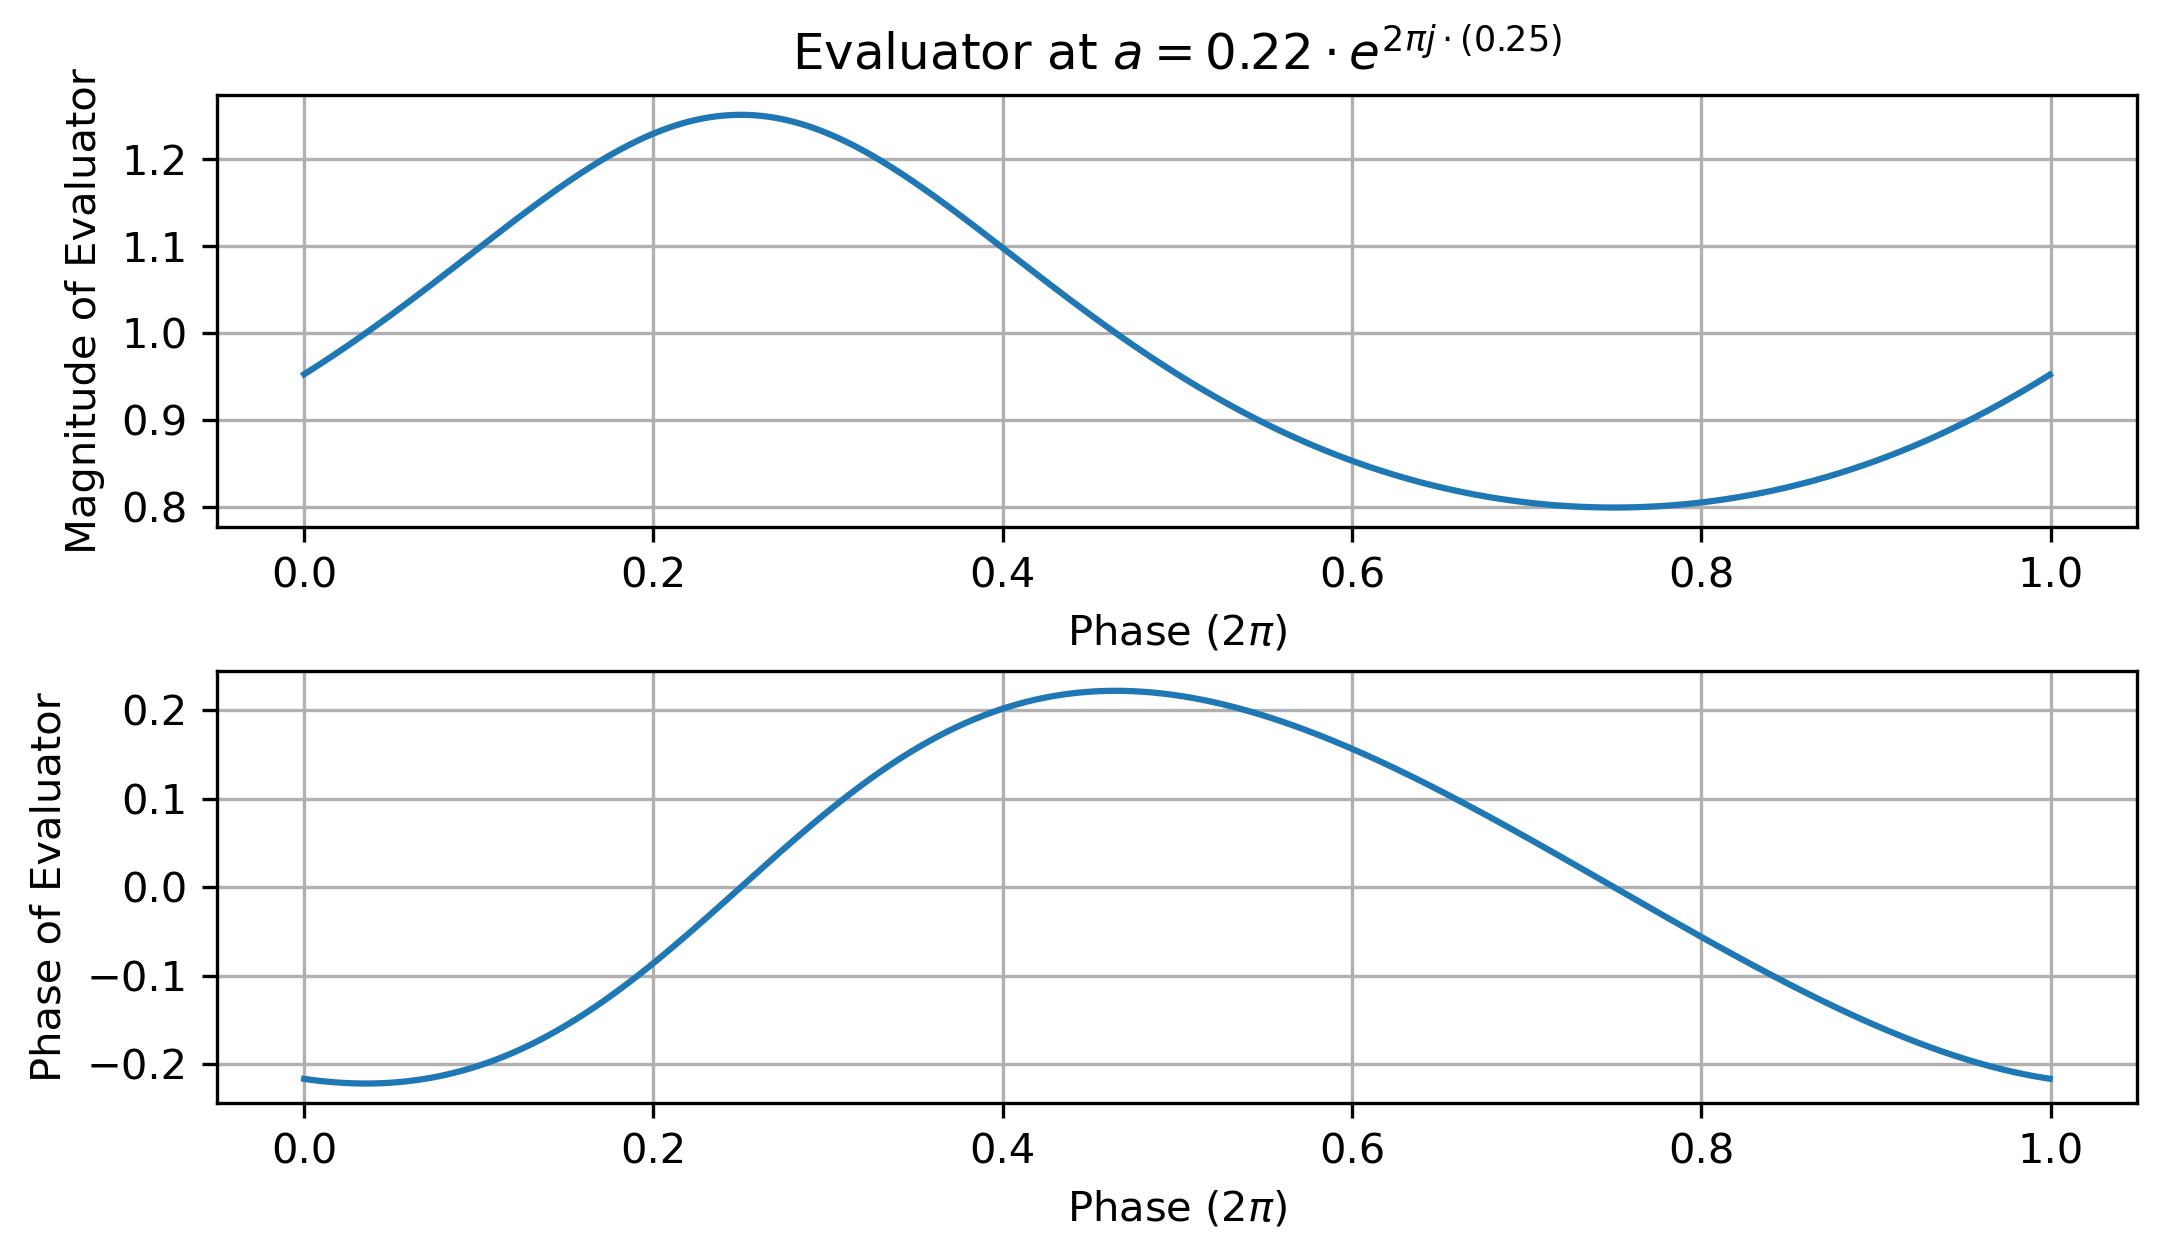 Evaluator at a = 0.22 · e^{2πj · (0.25)}
Magnitude of Evaluator
1.2
1.1
1.0
0.9
0.8
0.0 0.2 0.4 0.6 0.8 1.0
Phase (2π)
Phase of Evaluator
0.2
0.1
0.0
−0.1
−0.2
0.0 0.2 0.4 0.6 0.8 1.0
Phase (2π)